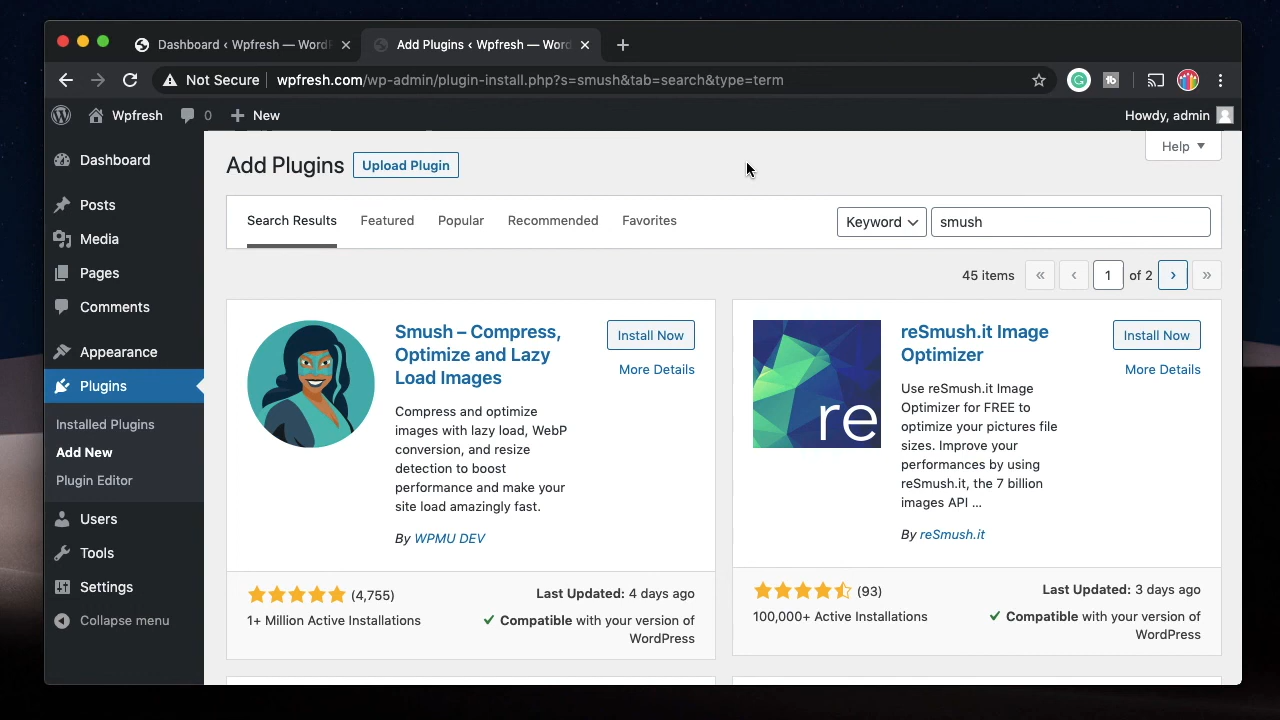 Dashboard ‹ Wpfresh — Word
Add Plugins ‹ Wpfresh — Word
Not Secure
wpfresh.com/wp-admin/plugin-install.php?s=smush&tab=search&type=term
Wpfresh
0
New
Howdy, admin
Dashboard
Posts
Media
Pages
Comments
Appearance
Plugins
Installed Plugins
Add New
Plugin Editor
Users
Tools
Settings
Collapse menu
Add Plugins
Upload Plugin
Help
Search Results
Featured
Popular
Recommended
Favorites
Keyword
smush
45 items « ‹ 1 of 2 › »
Smush – Compress,
Optimize and Lazy
Load Images
Install Now
More Details
Compress and optimize
images with lazy load, WebP
conversion, and resize
detection to boost
performance and make your
site load amazingly fast.
By WPMU DEV
(4,755)
1+ Million Active Installations
Last Updated: 4 days ago
Compatible with your version of
WordPress
re
reSmush.it Image
Optimizer
Install Now
More Details
Use reSmush.it Image
Optimizer for FREE to
optimize your pictures file
sizes. Improve your
performances by using
reSmush.it, the 7 billion
images API ...
By reSmush.it
(93)
100,000+ Active Installations
Last Updated: 3 days ago
Compatible with your version of
WordPress